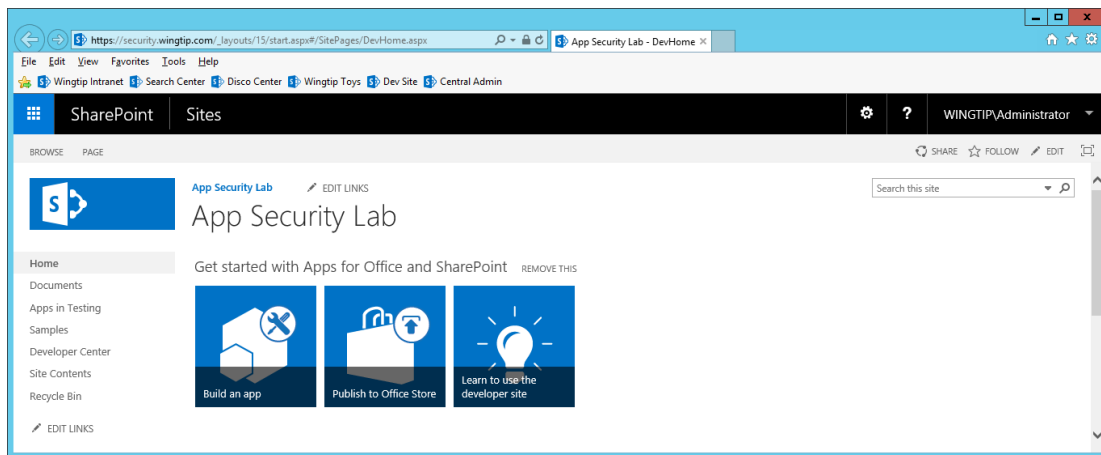 https://security.wingtip.com/_layouts/15/start.aspx#/SitePages/DevHome.aspx
App Security Lab - DevHome
File Edit View Favorites Tools Help
Wingtip Intranet Search Center Disco Center Wingtip Toys Dev Site Central Admin
SharePoint Sites ? WINGTIP\Administrator
BROWSE PAGE SHARE FOLLOW EDIT
S
App Security Lab EDIT LINKS
Search this site
App Security Lab
Home
Documents
Apps in Testing
Samples
Developer Center
Site Contents
Recycle Bin
EDIT LINKS
Get started with Apps for Office and SharePoint REMOVE THIS
Build an app
Publish to Office Store
Learn to use the
developer site